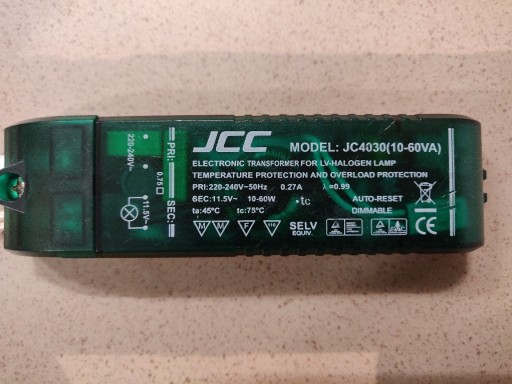 JCC
MODEL: JC4030(10-60VA)
ELECTRONIC TRANSFORMER FOR LV-HALOGEN LAMP
TEMPERATURE PROTECTION AND OVERLOAD PROTECTION
PRI:220-240V~50Hz 0.27A λ=0.99
SEC:11.5V~ 10-60W •tc AUTO-RESET
ta:45°C tc:75°C DIMMABLE
M M F 110 SELV
EQUIV.
CE
PRI:
220-240V~
0.75
SEC:
11.5V~